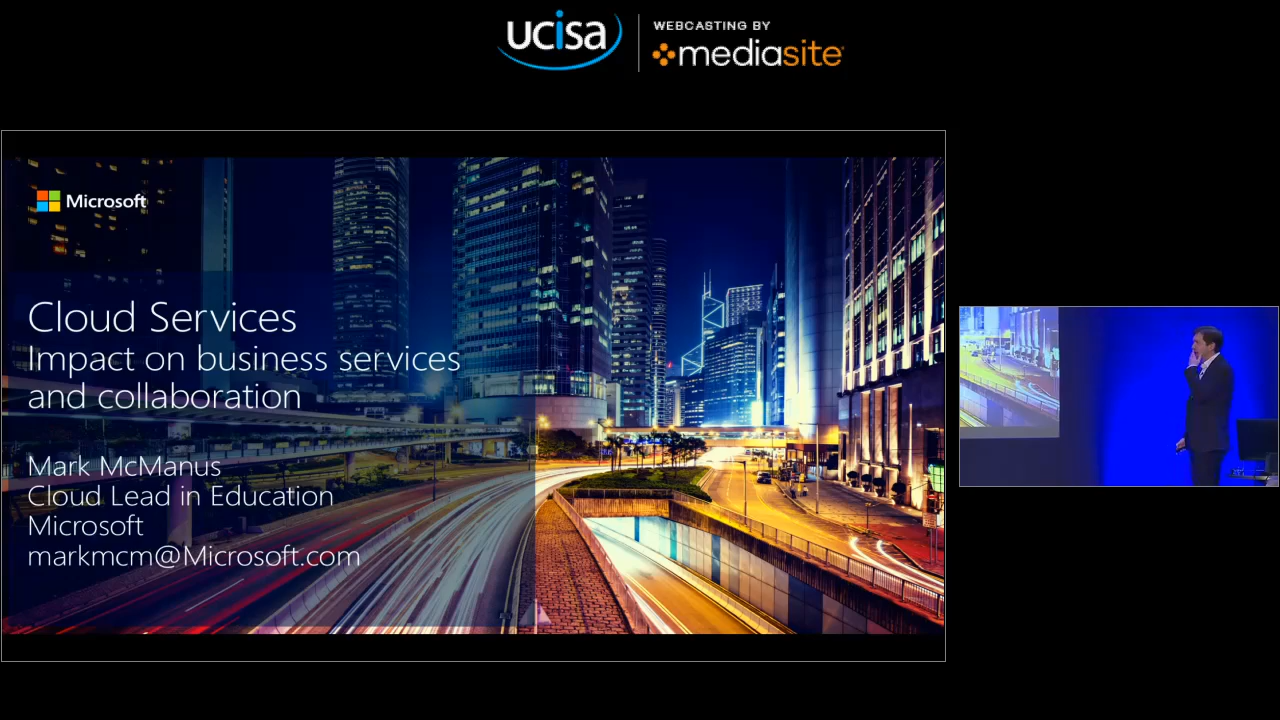 ucisa
WEBCASTING BY
mediasite
Microsoft
Cloud Services
Impact on business services
and collaboration
Mark McManus
Cloud Lead in Education
Microsoft
markmcm@Microsoft.com